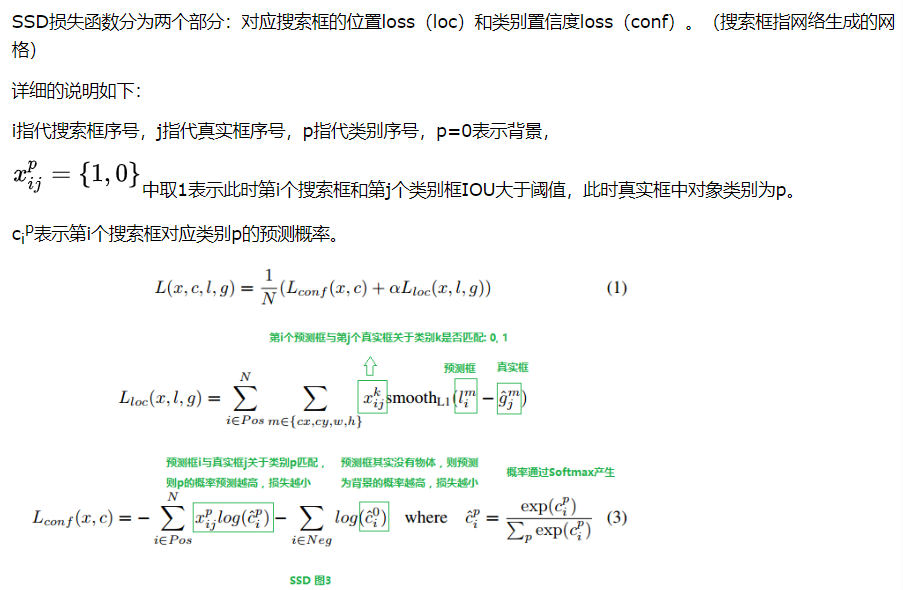 SSD损失函数分为两个部分：对应搜索框的位置loss（loc）和类别置信度loss（conf）。（搜索框指网络生成的网
格）
详细的说明如下：
i指代搜索框序号，j指代真实框序号，p指代类别序号，p=0表示背景，
x_{ij}^{p} = {1, 0} 中取1表示此时第i个搜索框和第j个类别框IOU大于阈值，此时真实框中对象类别为p。
c_i^p表示第i个搜索框对应类别p的预测概率。
L(x, c, l, g) = \frac{1}{N}(L_{conf}(x, c) + αL_{loc}(x, l, g)) (1)
第i个预测框与第j个真实框关于类别k是否匹配: 0, 1
预测框 真实框
L_{loc}(x, l, g) = \sum_{i∈Pos}^{N} \sum_{m∈\{cx,cy,w,h\}} x_{ij}^{k} smooth_{L1}(l_i^m − \hat{g}_j^m)
预测框i与真实框j关于类别p匹配， 预测框其实没有物体，则预测
则p的概率预测越高，损失越小 为背景的概率越高，损失越小 概率通过Softmax产生
L_{conf}(x, c) = − \sum_{i∈Pos}^{N} x_{ij}^{p} log(\hat{c}_i^p) − \sum_{i∈Neg} log(\hat{c}_i^0) where \hat{c}_i^p = \frac{exp(c_i^p)}{\sum_p exp(c_i^p)} (3)
SSD 图3